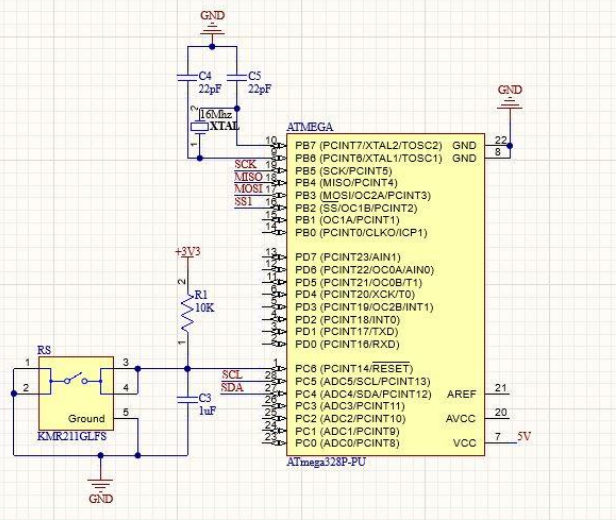 GND
C4
C5
22pF
22pF
2
16Mhz
XTAL
1
GND
ATMEGA
10 PB7 (PCINT7/XTAL2/TOSC2) GND 22
9 PB6 (PCINT6/XTAL1/TOSC1) GND 8
SCK 19 PB5 (SCK/PCINT5)
MISO 18 PB4 (MISO/PCINT4)
MOSI 17 PB3 (MOSI/OC2A/PCINT3)
SS1 16 PB2 (SS/OC1B/PCINT2)
15 PB1 (OC1A/PCINT1)
14 PB0 (PCINT0/CLKO/ICP1)
13 PD7 (PCINT23/AIN1)
12 PD6 (PCINT22/OC0A/AIN0)
11 PD5 (PCINT21/OC0B/T1)
6 PD4 (PCINT20/XCK/T0)
5 PD3 (PCINT19/OC2B/INT1)
4 PD2 (PCINT18/INT0)
3 PD1 (PCINT17/TXD)
2 PD0 (PCINT16/RXD)
+3V3
2
R1
10K
1
1 PC6 (PCINT14/RESET)
SCL 28 PC5 (ADC5/SCL/PCINT13)
SDA 27 PC4 (ADC4/SDA/PCINT12) AREF 21
26 PC3 (ADC3/PCINT11)
25 PC2 (ADC2/PCINT10) AVCC 20
24 PC1 (ADC1/PCINT9)
23 PC0 (ADC0/PCINT8) VCC 7 5V
ATmega328P-PU
RS
1 3
2 4
Ground 5
KMR211GLFS
C3
1uF
GND